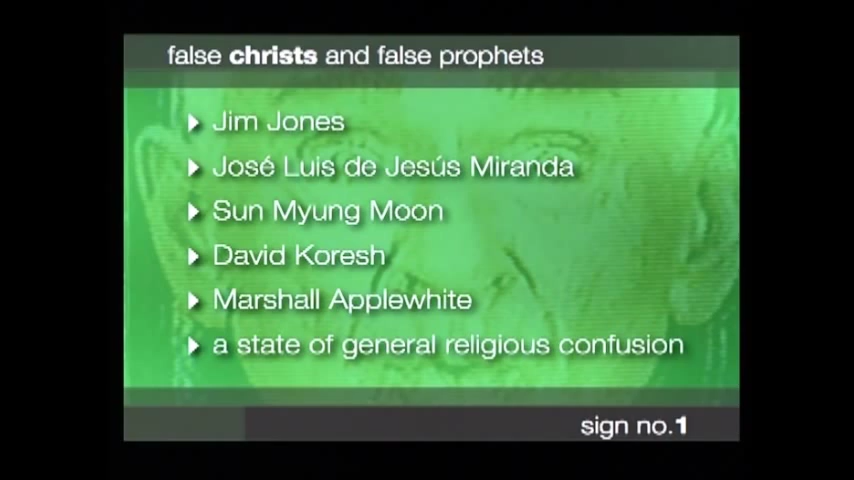 false christs and false prophets
Jim Jones
José Luis de Jesús Miranda
Sun Myung Moon
David Koresh
Marshall Applewhite
a state of general religious confusion
sign no.1